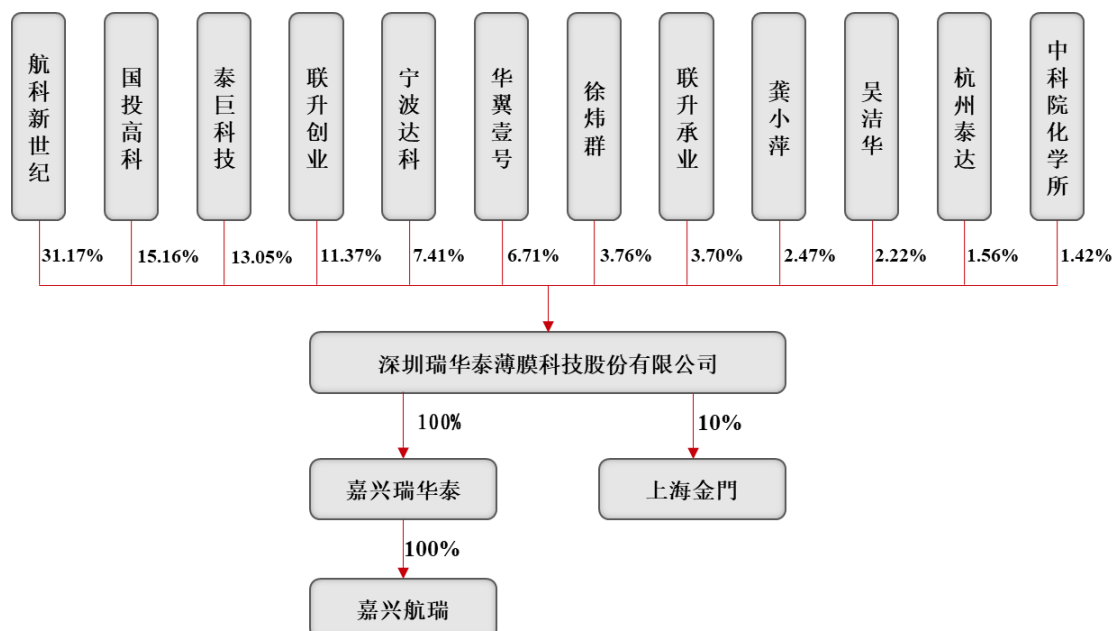 航科新世纪
国投高科
泰巨科技
联升创业
宁波达科
华翼壹号
徐炜群
联升承业
龚小萍
吴洁华
杭州泰达
中科院化学所
31.17%
15.16%
13.05%
11.37%
7.41%
6.71%
3.76%
3.70%
2.47%
2.22%
1.56%
1.42%
深圳瑞华泰薄膜科技股份有限公司
100%
10%
嘉兴瑞华泰
上海金門
100%
嘉兴航瑞